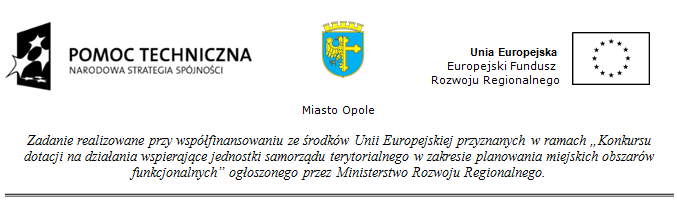 POMOC TECHNICZNA
NARODOWA STRATEGIA SPÓJNOŚCI
Unia Europejska
Europejski Fundusz
Rozwoju Regionalnego
Miasto Opole
Zadanie realizowane przy współfinansowaniu ze środków Unii Europejskiej przyznanych w ramach „Konkursu
dotacji na działania wspierające jednostki samorządu terytorialnego w zakresie planowania miejskich obszarów
funkcjonalnych” ogłoszonego przez Ministerstwo Rozwoju Regionalnego.